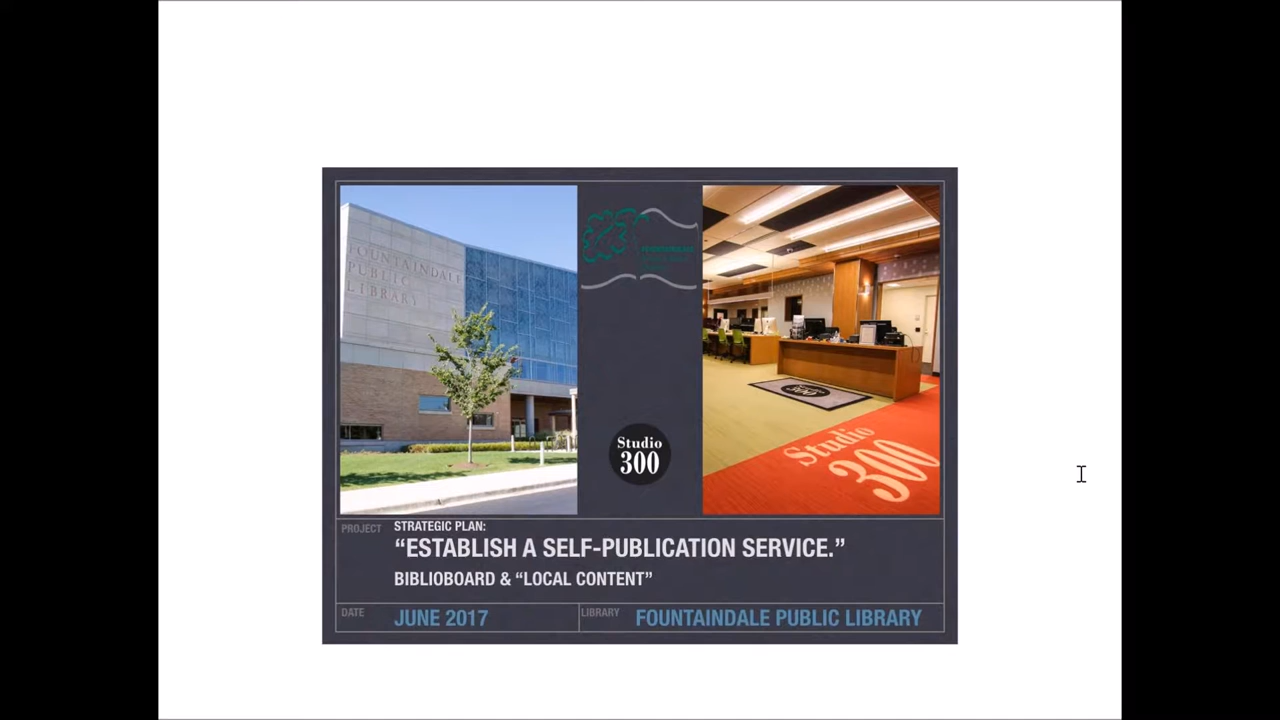 FOUNTAINDALE
PUBLIC
LIBRARY
Studio
300
300
Studio
300
PROJECT
STRATEGIC PLAN:
“ESTABLISH A SELF-PUBLICATION SERVICE.”
BIBLIOBOARD & “LOCAL CONTENT”
DATE
JUNE 2017
LIBRARY
FOUNTAINDALE PUBLIC LIBRARY